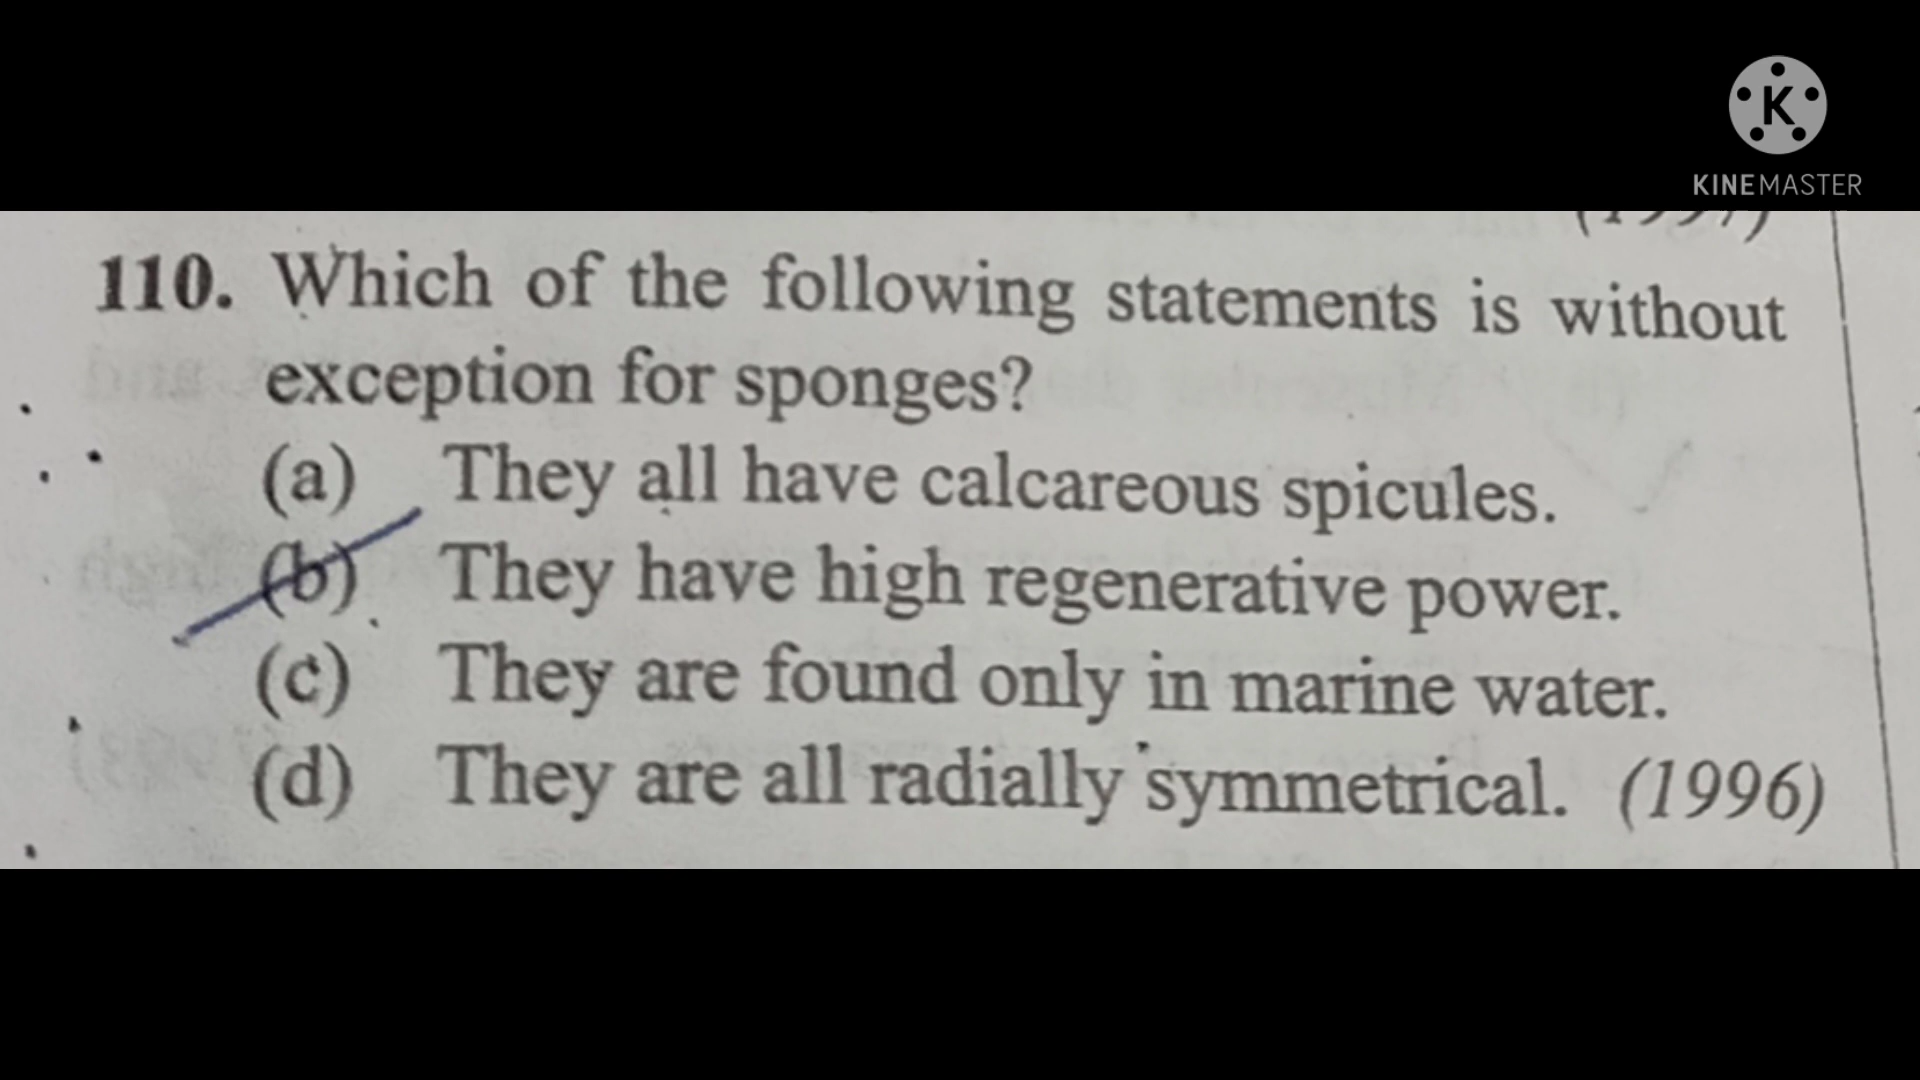 K
KINEMASTER
110. Which of the following statements is without
exception for sponges?
(a) They all have calcareous spicules.
(b) They have high regenerative power.
(c) They are found only in marine water.
(d) They are all radially symmetrical. (1996)